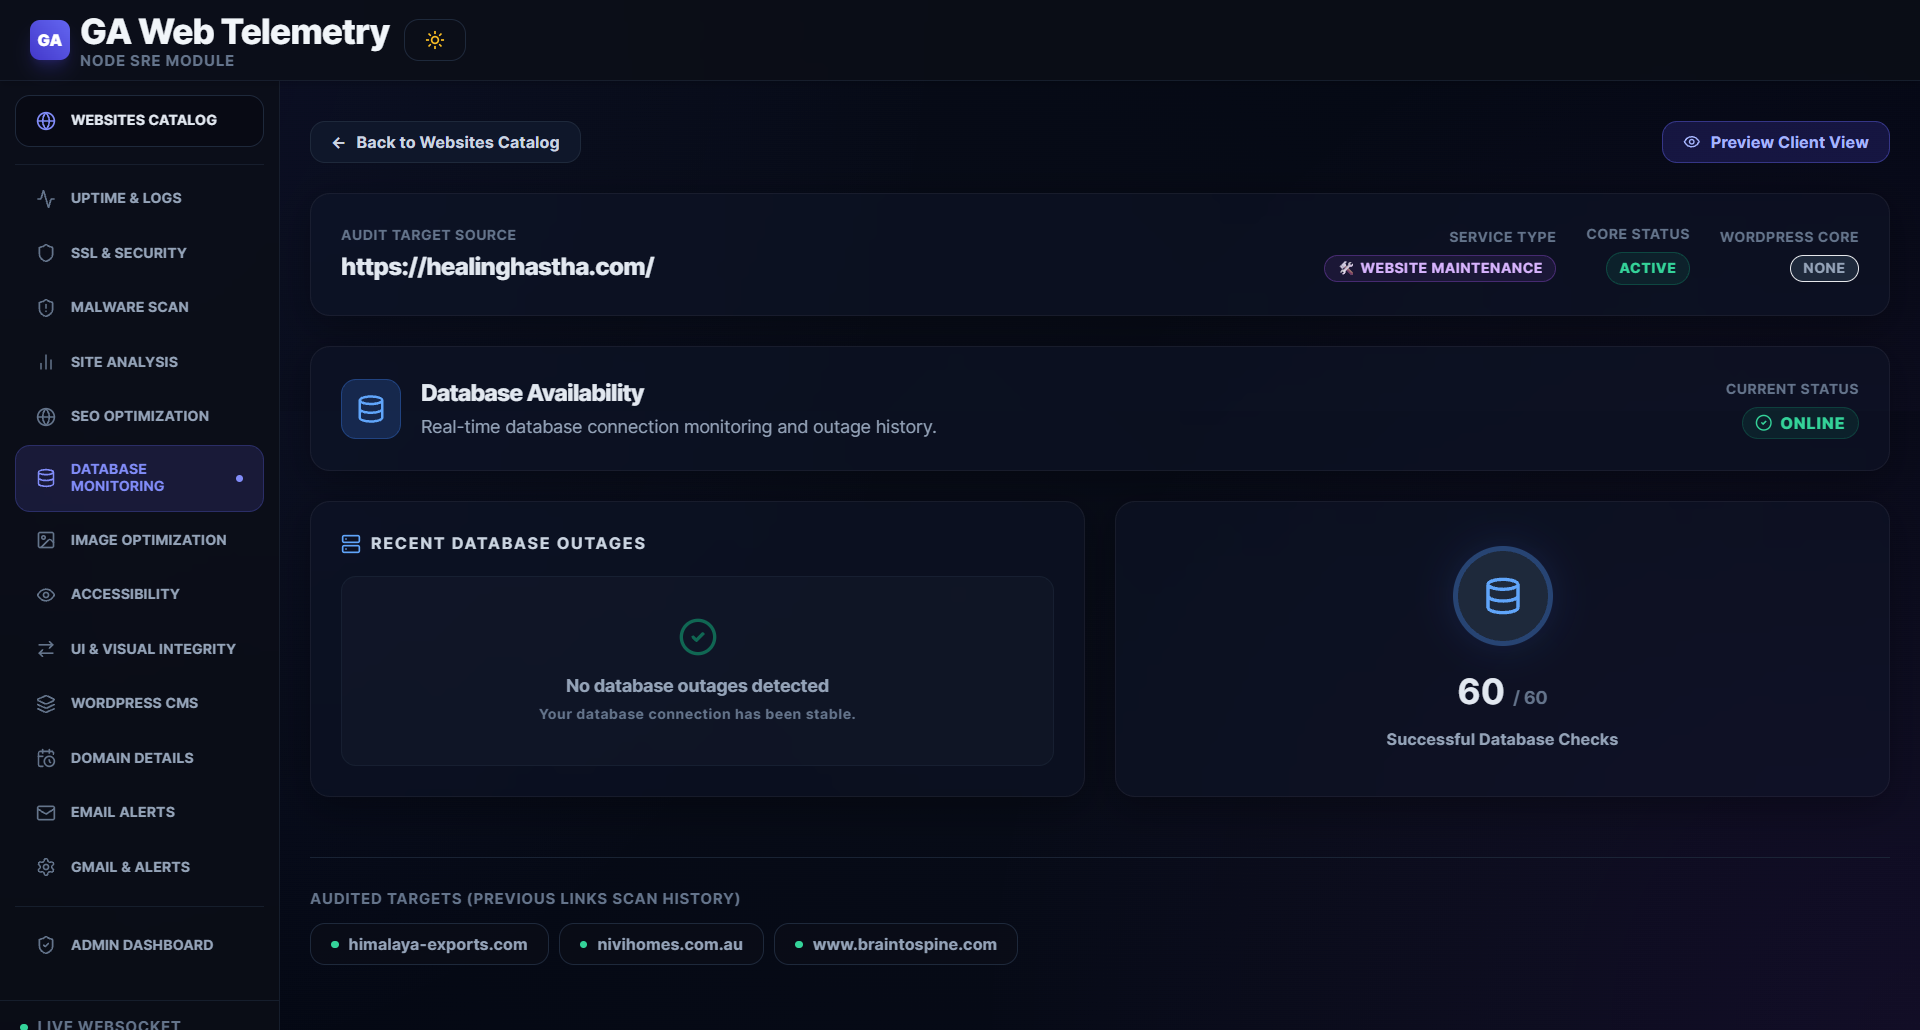 GA
GA Web Telemetry
NODE SRE MODULE
WEBSITES CATALOG
UPTIME & LOGS
SSL & SECURITY
MALWARE SCAN
SITE ANALYSIS
SEO OPTIMIZATION
DATABASE
MONITORING
IMAGE OPTIMIZATION
ACCESSIBILITY
UI & VISUAL INTEGRITY
WORDPRESS CMS
DOMAIN DETAILS
EMAIL ALERTS
GMAIL & ALERTS
ADMIN DASHBOARD
LIVE WEBSOCKET
Back to Websites Catalog
Preview Client View
AUDIT TARGET SOURCE
https://healinghastha.com/
SERVICE TYPE
WEBSITE MAINTENANCE
CORE STATUS
ACTIVE
WORDPRESS CORE
NONE
Database Availability
Real-time database connection monitoring and outage history.
CURRENT STATUS
ONLINE
RECENT DATABASE OUTAGES
No database outages detected
Your database connection has been stable.
60 / 60
Successful Database Checks
AUDITED TARGETS (PREVIOUS LINKS SCAN HISTORY)
himalaya-exports.com
nivihomes.com.au
www.braintospine.com